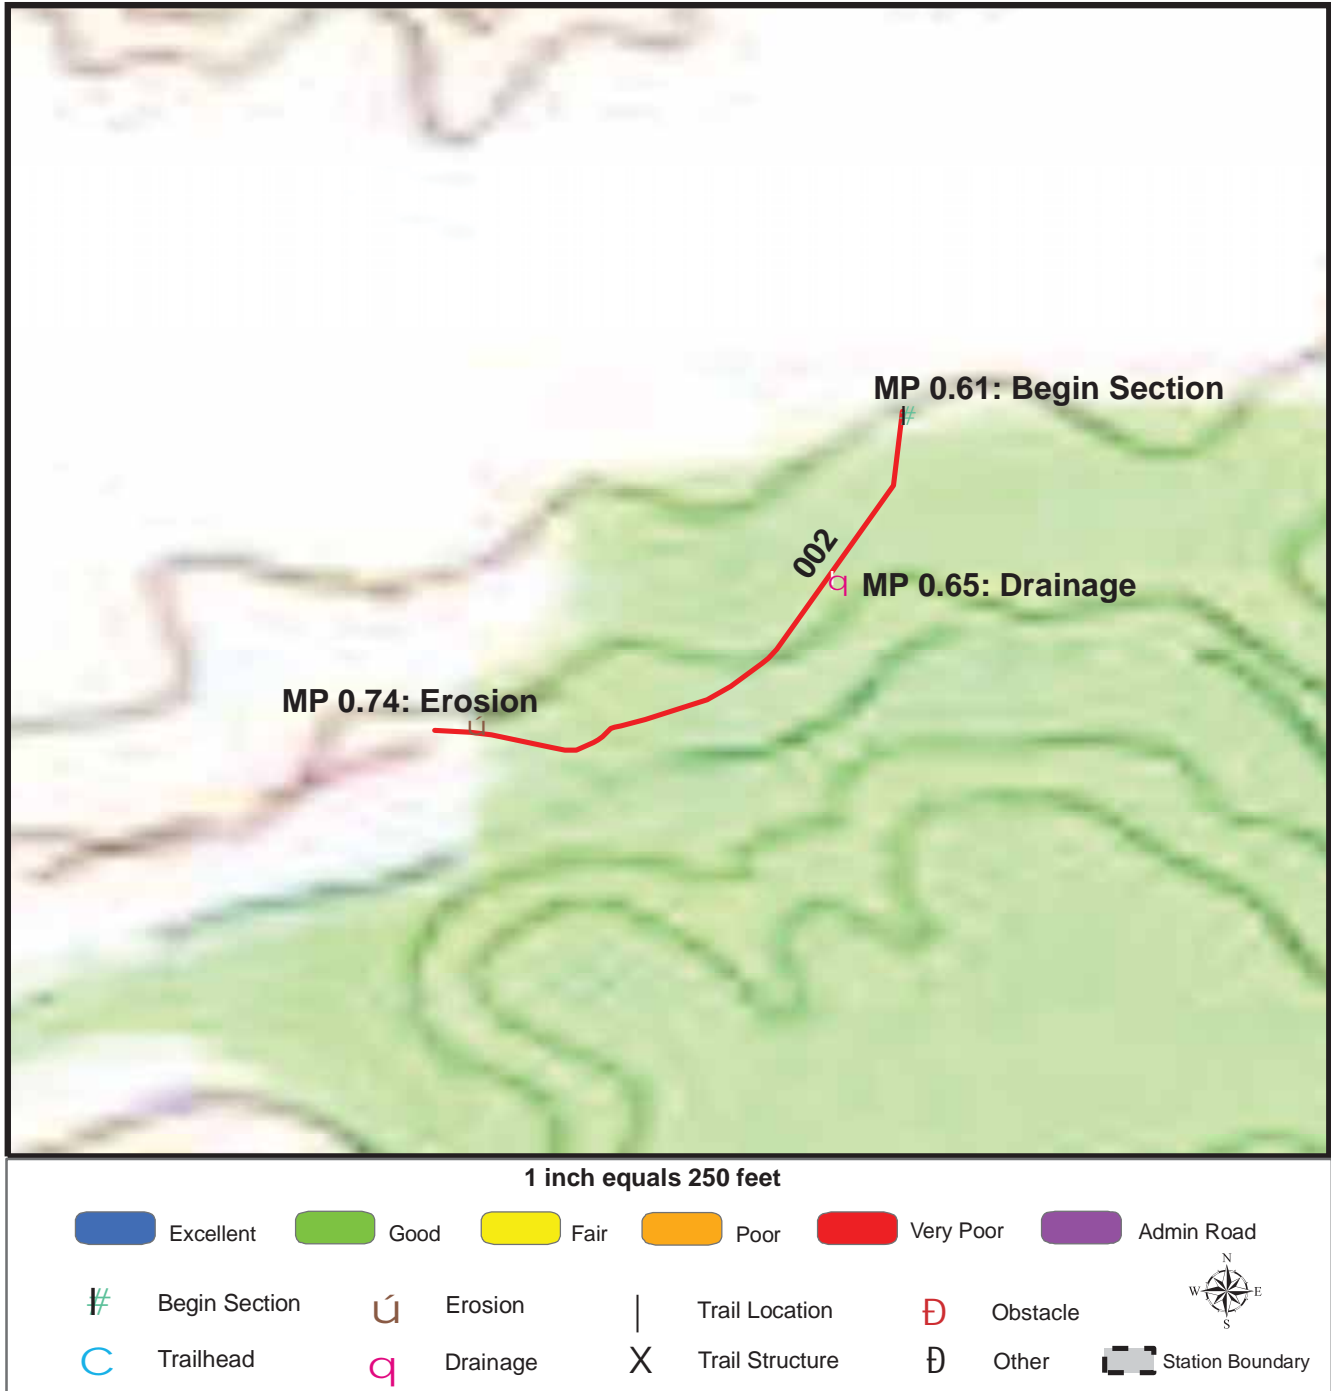 MP 0.61: Begin Section
#
002
q MP 0.65: Drainage
MP 0.74: Erosion
ú
1 inch equals 250 feet
Excellent Good Fair Poor Very Poor Admin Road
N
W E
S
# Begin Section ú Erosion | Trail Location Đ Obstacle
C Trailhead q Drainage X Trail Structure Đ Other Station Boundary